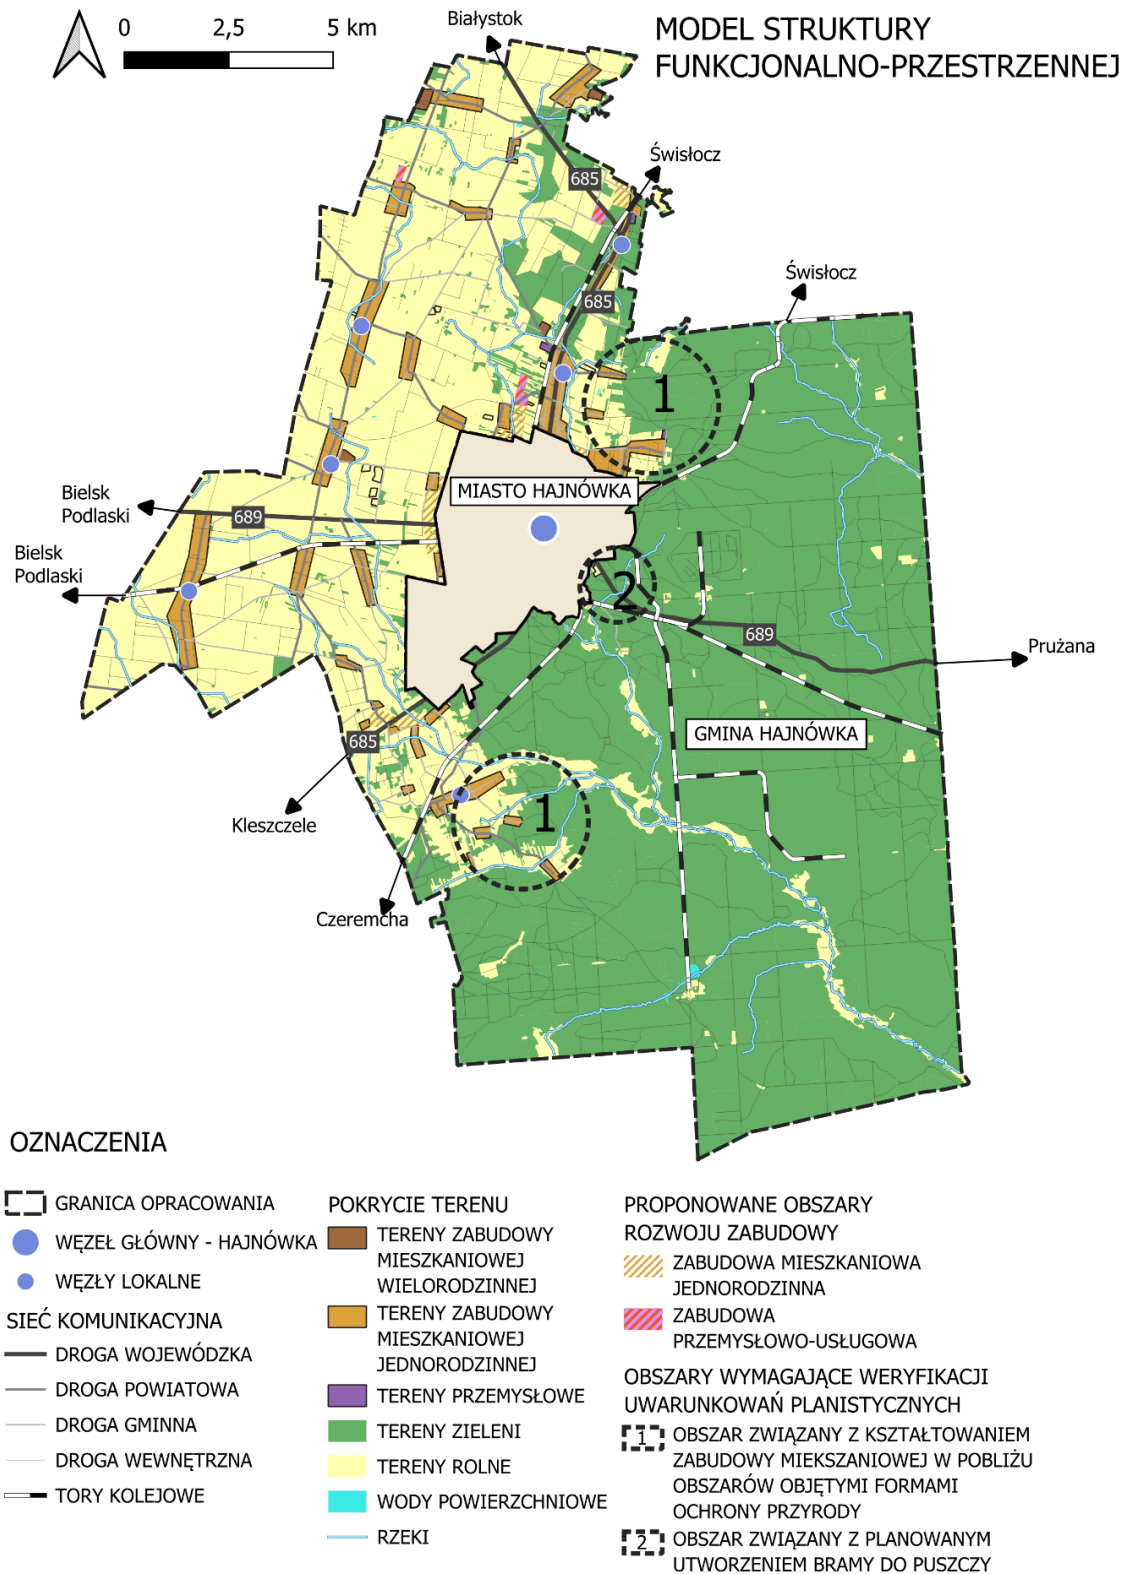 Białystok
MODEL STRUKTURY
FUNKCJONALNO-PRZESTRZENNEJ
0 2,5 5 km
Świsłocz
685
Świsłocz
685
1
Bielsk
Podlaski
689
MIASTO HAJNÓWKA
Bielsk
Podlaski
2
689
Prużana
GMINA HAJNÓWKA
685
Kleszczele
1
Czeremcha
OZNACZENIA
GRANICA OPRACOWANIA
WĘZEŁ GŁÓWNY - HAJNÓWKA
WĘZŁY LOKALNE
SIEĆ KOMUNIKACYJNA
DROGA WOJEWÓDZKA
DROGA POWIATOWA
DROGA GMINNA
DROGA WEWNĘTRZNA
TORY KOLEJOWE
POKRYCIE TERENU
TERENY ZABUDOWY
MIESZKANIOWEJ
WIELORODZINNEJ
TERENY ZABUDOWY
MIESZKANIOWEJ
JEDNORODZINNEJ
TERENY PRZEMYSŁOWE
TERENY ZIELENI
TERENY ROLNE
WODY POWIERZCHNIOWE
RZEKI
PROPONOWANE OBSZARY
ROZWOJU ZABUDOWY
ZABUDOWA MIESZKANIOWA
JEDNORODZINNA
ZABUDOWA
PRZEMYSŁOWO-USŁUGOWA
OBSZARY WYMAGAJĄCE WERYFIKACJI
UWARUNKOWAŃ PLANISTYCZNYCH
1 OBSZAR ZWIĄZANY Z KSZTAŁTOWANIEM
ZABUDOWY MIEKSZANIOWEJ W POBLIŻU
OBSZARÓW OBJĘTYMI FORMAMI
OCHRONY PRZYRODY
2 OBSZAR ZWIĄZANY Z PLANOWANYM
UTWORZENIEM BRAMY DO PUSZCZY